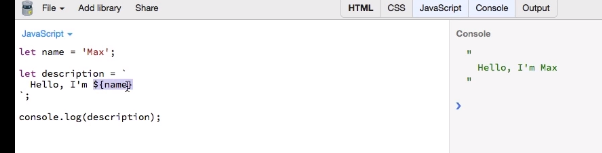 File Add library Share HTML CSS JavaScript Console Output
JavaScript
let name = 'Max';
let description = `
Hello, I'm ${name}
`;
console.log(description);
Console
"
Hello, I'm Max
"
>